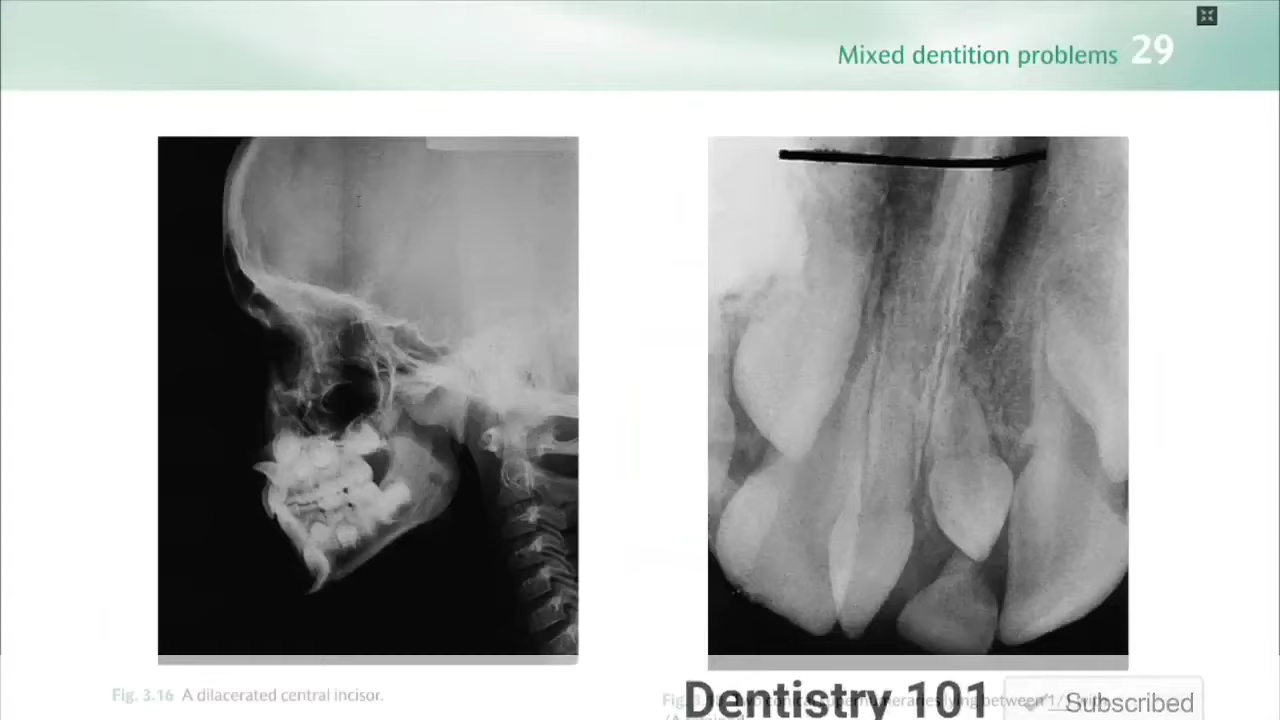 Mixed dentition problems 29
Fig. 3.16 A dilacerated central incisor.
Dentistry 101
Subscribed